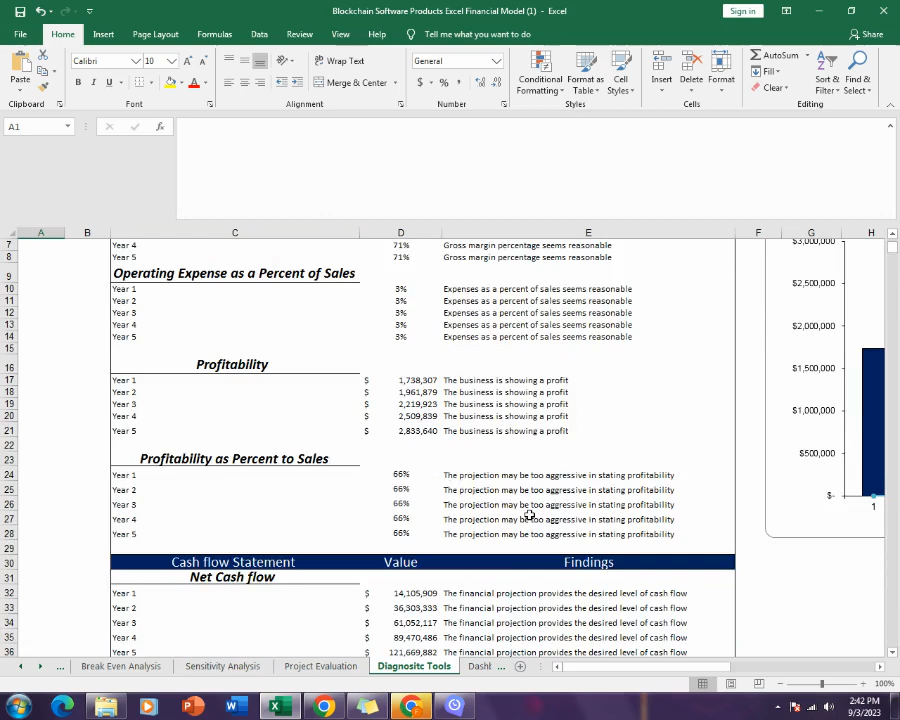 Blockchain Software Products Excel Financial Model (1) - Excel
Sign in
File Home Insert Page Layout Formulas Data Review View Help Tell me what you want to do Share
Paste
Clipboard
Calibri 10
B I U
Font
Wrap Text
Merge & Center
Alignment
General
$ % ,
Number
Conditional Formatting
Format as Table
Cell Styles
Styles
Insert Delete Format
Cells
AutoSum
Fill
Clear
Sort & Filter
Find & Select
Editing
A1 fx
A B C D E F G H
7 Year 4 71% Gross margin percentage seems reasonable
8 Year 5 71% Gross margin percentage seems reasonable
9 Operating Expense as a Percent of Sales
10 Year 1 3% Expenses as a percent of sales seems reasonable
11 Year 2 3% Expenses as a percent of sales seems reasonable
12 Year 3 3% Expenses as a percent of sales seems reasonable
13 Year 4 3% Expenses as a percent of sales seems reasonable
14 Year 5 3% Expenses as a percent of sales seems reasonable
15
16 Profitability
17 Year 1 $ 1,738,307 The business is showing a profit
18 Year 2 $ 1,961,879 The business is showing a profit
19 Year 3 $ 2,219,923 The business is showing a profit
20 Year 4 $ 2,509,839 The business is showing a profit
21 Year 5 $ 2,833,640 The business is showing a profit
22
23 Profitability as Percent to Sales
24 Year 1 66% The projection may be too aggressive in stating profitability
25 Year 2 66% The projection may be too aggressive in stating profitability
26 Year 3 66% The projection may be too aggressive in stating profitability
27 Year 4 66% The projection may be too aggressive in stating profitability
28 Year 5 66% The projection may be too aggressive in stating profitability
29
30 Cash flow Statement Value Findings
31 Net Cash flow
32 Year 1 $ 14,105,909 The financial projection provides the desired level of cash flow
33 Year 2 $ 36,303,333 The financial projection provides the desired level of cash flow
34 Year 3 $ 61,052,117 The financial projection provides the desired level of cash flow
35 Year 4 $ 89,470,486 The financial projection provides the desired level of cash flow
36 Year 5 $ 121,669,882 The financial projection provides the desired level of cash flow
$3,000,000
$2,500,000
$2,000,000
$1,500,000
$1,000,000
$500,000
$-
1
... Break Even Analysis Sensitivity Analysis Project Evaluation Diagnositc Tools Dashb ...
100%
2:42 PM
9/3/2023